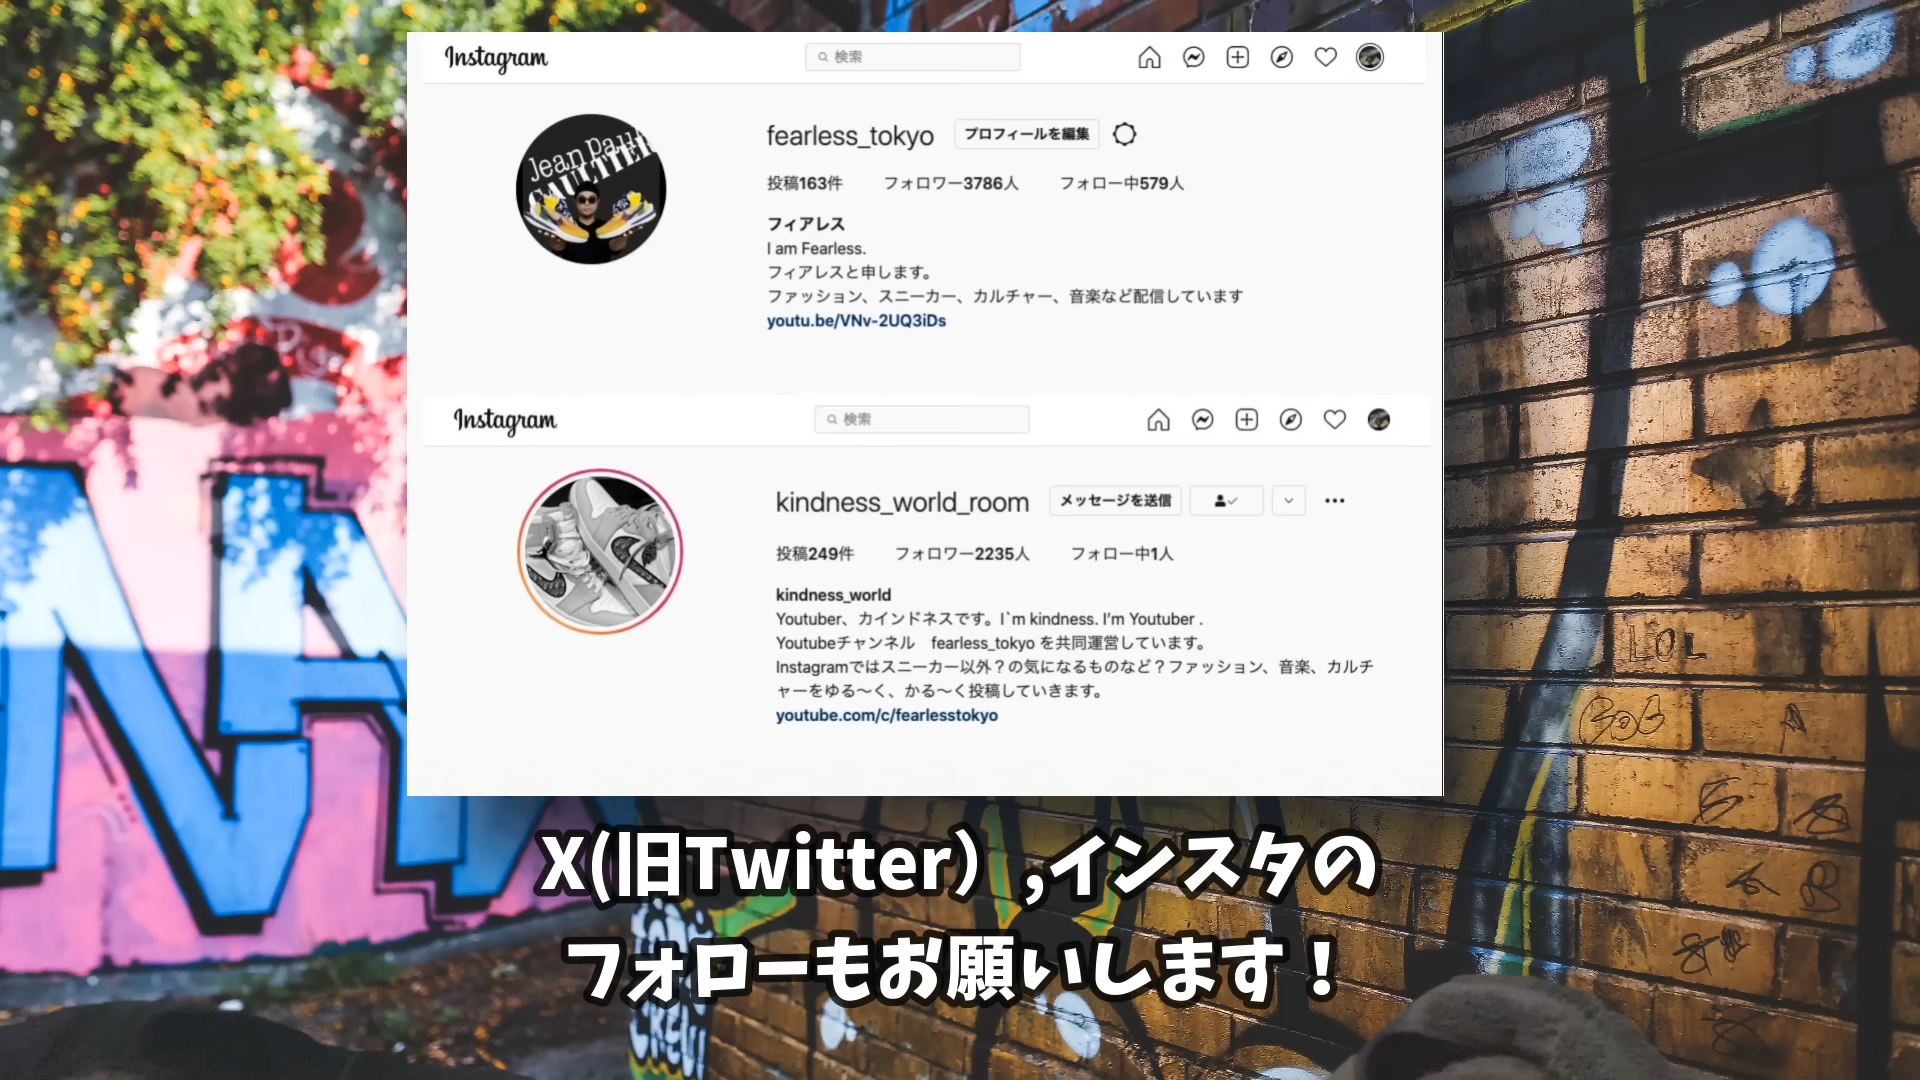 Instagram
検索
Jean Paul
GAULTIER
fearless_tokyo プロフィールを編集
投稿163件 フォロワー3786人 フォロー中579人
フィアレス
I am Fearless.
フィアレスと申します。
ファッション、スニーカー、カルチャー、音楽など配信しています
youtu.be/VNv-2UQ3iDs
Instagram
検索
kindness_world_room メッセージを送信
投稿249件 フォロワー2235人 フォロー中1人
kindness_world
Youtuber、カインドネスです。I`m kindness. I’m Youtuber .
Youtubeチャンネル　fearless_tokyo を共同運営しています。
Instagramではスニーカー以外？の気になるものなど？ファッション、音楽、カルチ
ャーをゆる〜く、かる〜く投稿していきます。
youtube.com/c/fearlesstokyo
LOL
X(旧Twitter）,インスタの
フォローもお願いします！